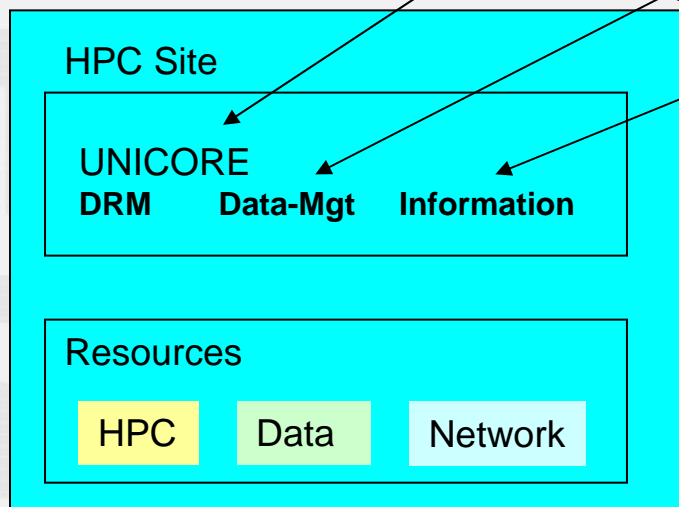 HPC Site
UNICORE
DRM Data-Mgt Information
Resources
HPC Data Network